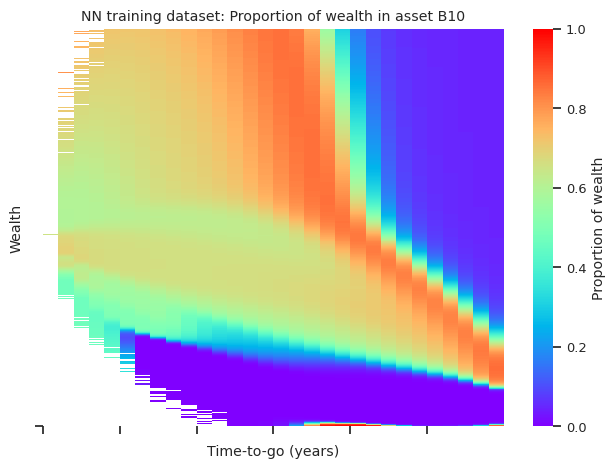 NN training dataset: Proportion of wealth in asset B10
Wealth
Time-to-go (years)
1.0
0.8
0.6
0.4
0.2
0.0
Proportion of wealth